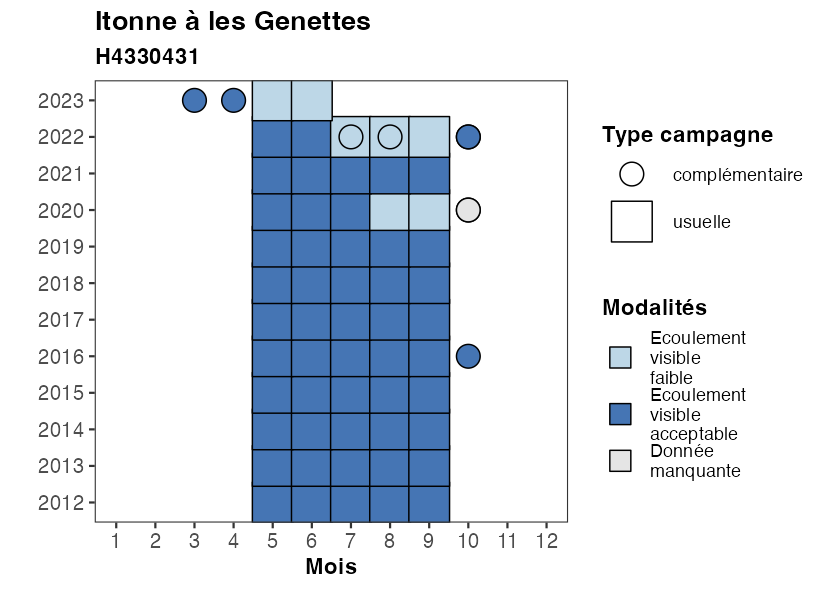 Itonne à les Genettes
H4330431
2023
2022
2021
2020
2019
2018
2017
2016
2015
2014
2013
2012
1 2 3 4 5 6 7 8 9 10 11 12
Mois
Type campagne
complémentaire
usuelle
Modalités
Ecoulement
visible
faible
Ecoulement
visible
acceptable
Donnée
manquante